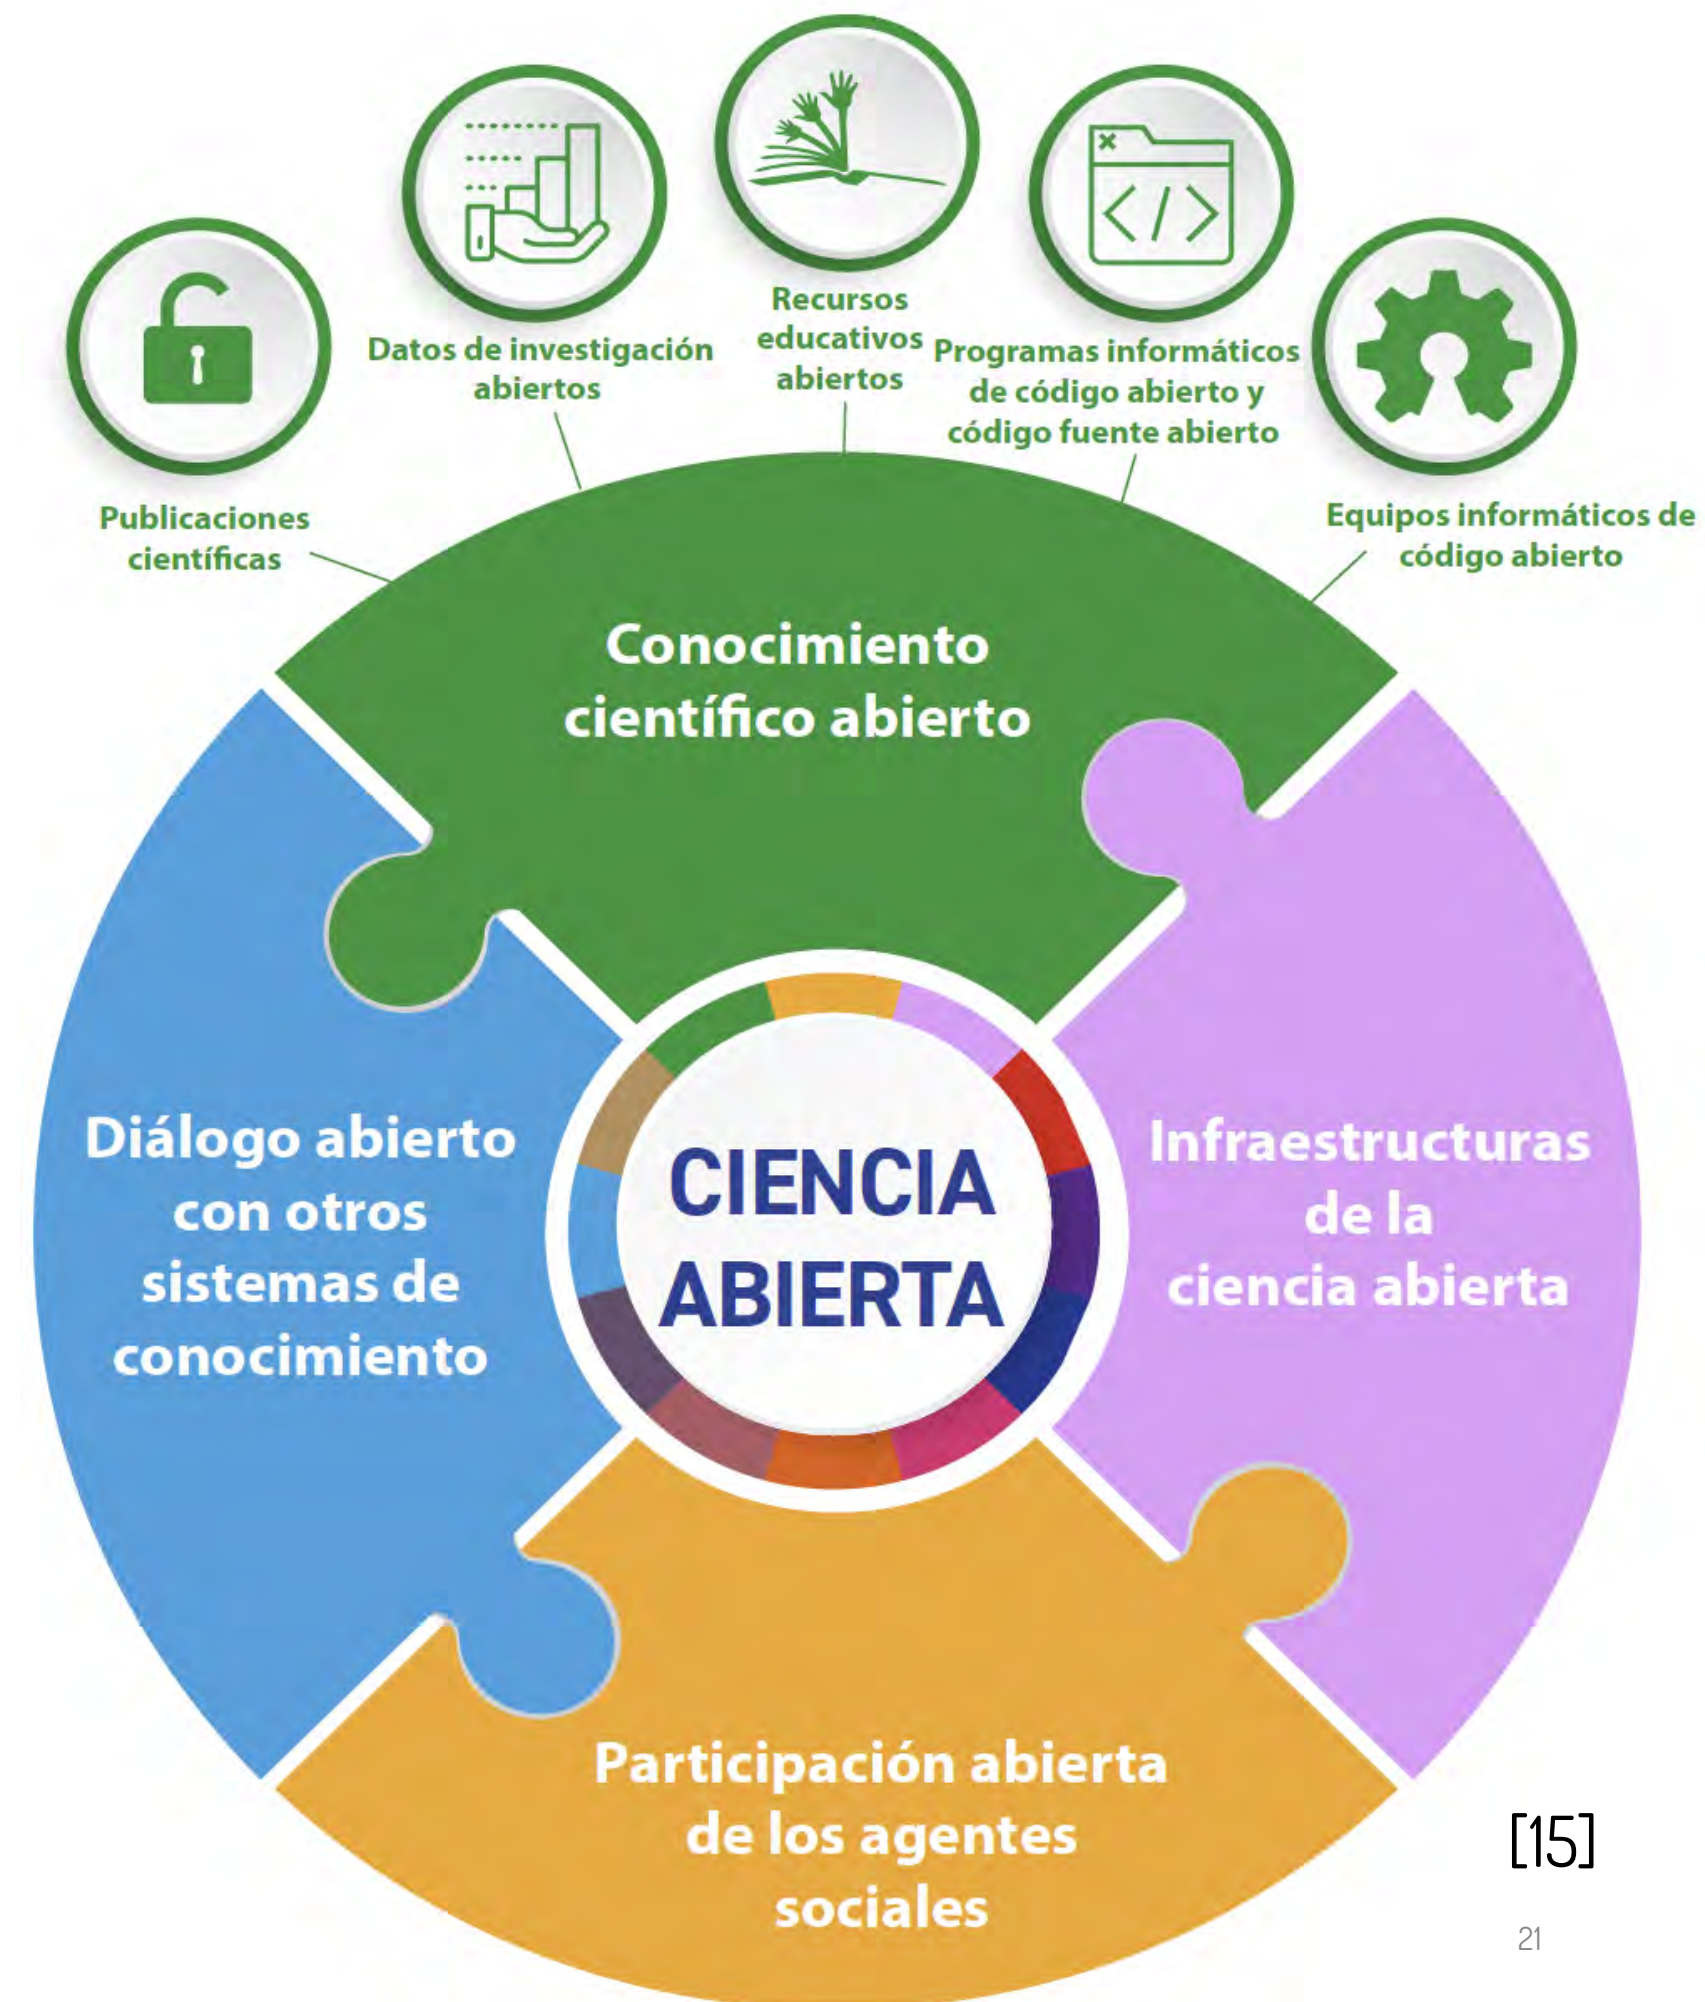 Publicaciones
científicas
Datos de investigación
abiertos
Recursos
educativos
abiertos
Programas informáticos
de código abierto y
código fuente abierto
Equipos informáticos de
código abierto
Conocimiento
científico abierto
Diálogo abierto
con otros
sistemas de
conocimiento
CIENCIA
ABIERTA
Infraestructuras
de la
ciencia abierta
Participación abierta
de los agentes
sociales
[15]
21